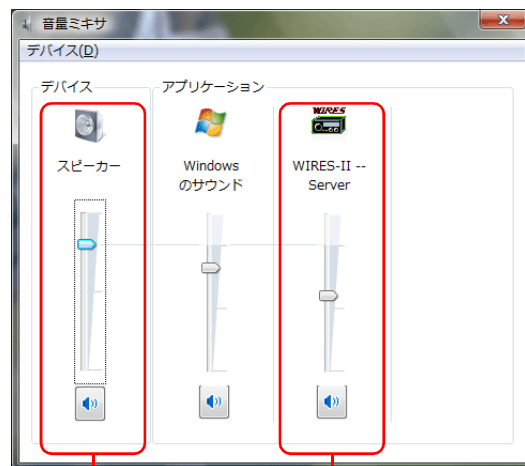 音量ミキサ
デバイス(D)
デバイス
アプリケーション
スピーカー
Windows
のサウンド
WIRES
WIRES-II --
Server